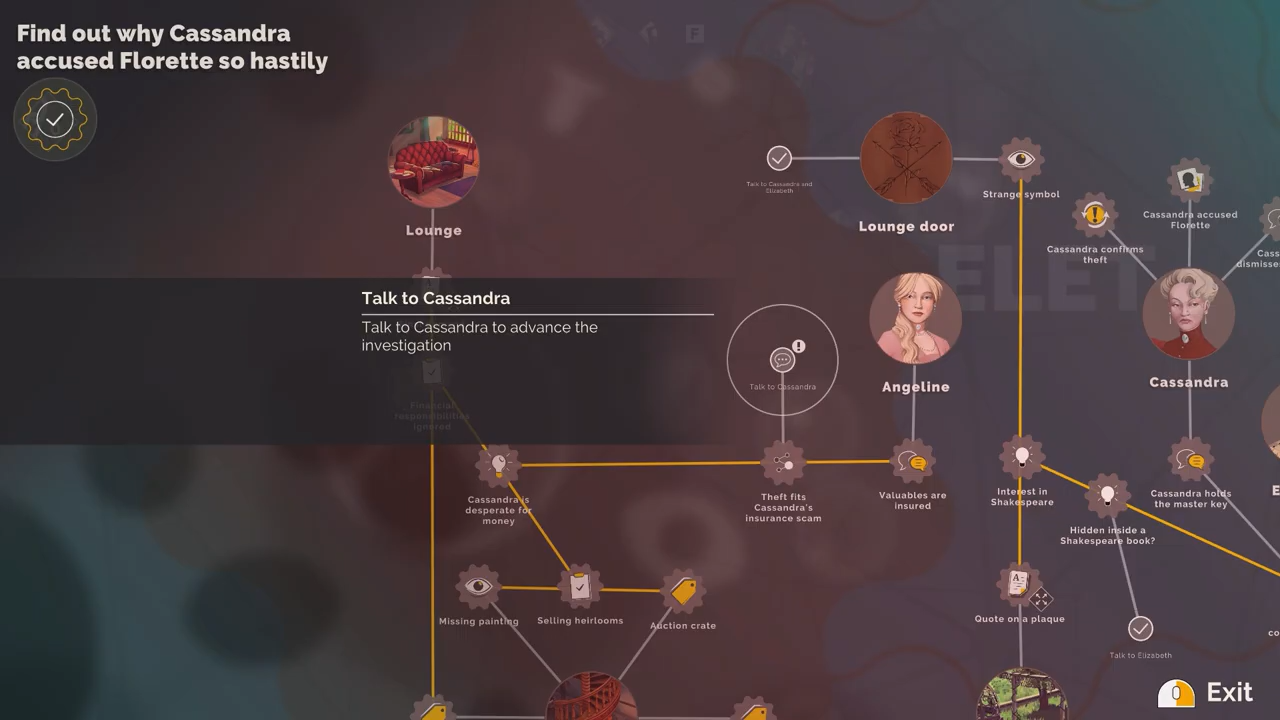 Find out why Cassandra
accused Florette so hastily
F
Talk to Cassandra and
Elizabeth
Strange symbol
Lounge door
Lounge
Cassandra accused
Florette
Cassandra confirms
theft
ELET
Talk to Cassandra
Talk to Cassandra to advance the
investigation
Talk to Cassandra
Angeline
Cassandra
Financial
responsibilities
ignored
Cassandra is
desperate for
money
Theft fits
Cassandra's
insurance scam
Valuables are
insured
Interest in
Shakespeare
Cassandra holds
the master key
Hidden inside a
Shakespeare book?
Missing painting
Selling heirlooms
Auction crate
Quote on a plaque
Talk to Elizabeth
Exit